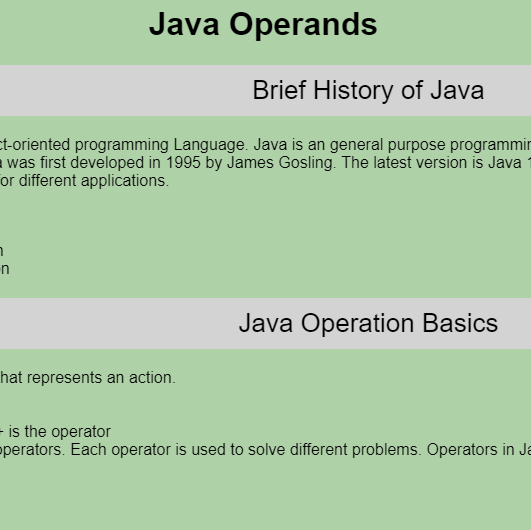 Java Operands
Brief History of Java
ct-oriented programming Language. Java is an general purpose programmin
a was first developed in 1995 by James Gosling. The latest version is Java 1
or different applications.
n
on
Java Operation Basics
hat represents an action.
+ is the operator
operators. Each operator is used to solve different problems. Operators in Ja